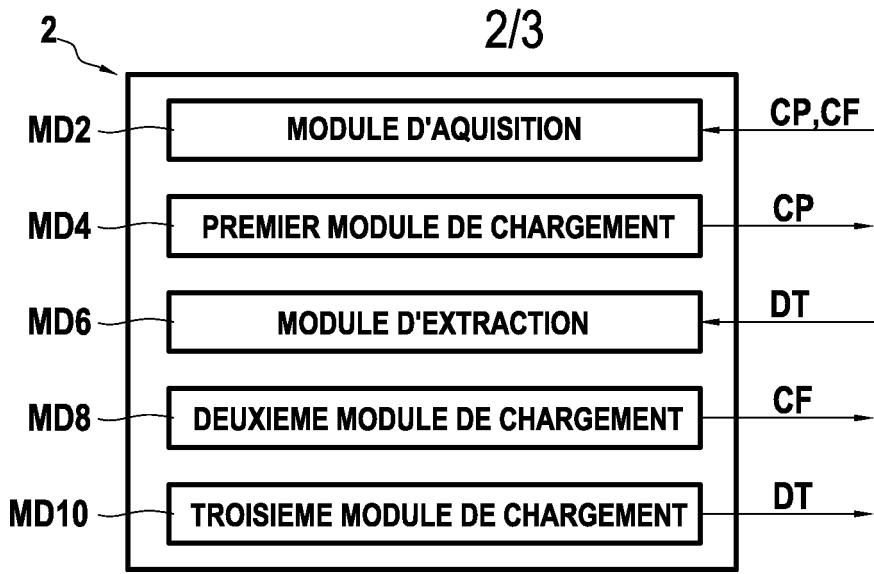 2/3
2
MD2 MODULE D'AQUISITION CP,CF
MD4 PREMIER MODULE DE CHARGEMENT CP
MD6 MODULE D'EXTRACTION DT
MD8 DEUXIEME MODULE DE CHARGEMENT CF
MD10 TROISIEME MODULE DE CHARGEMENT DT